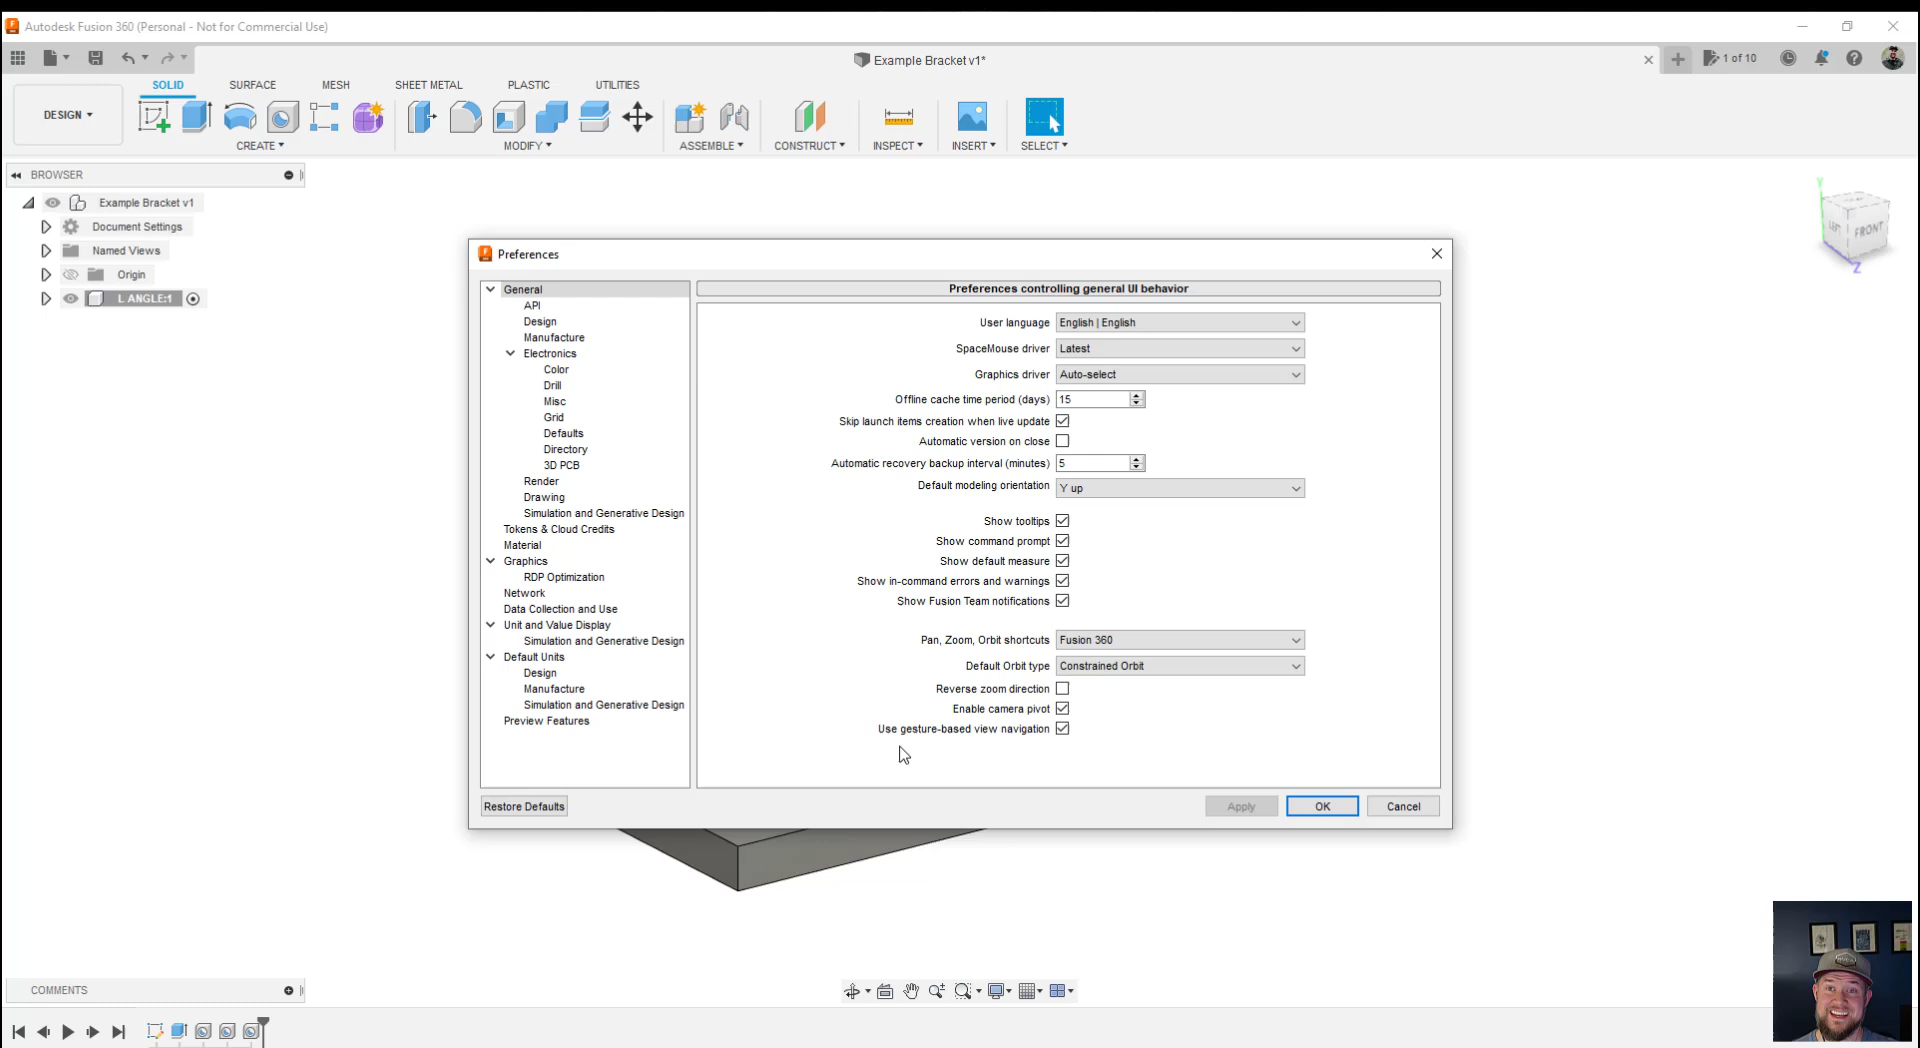 Autodesk Fusion 360 (Personal - Not for Commercial Use)
Example Bracket v1*
1 of 10
DESIGN
SOLID
SURFACE
MESH
SHEET METAL
PLASTIC
UTILITIES
CREATE
MODIFY
ASSEMBLE
CONSTRUCT
INSPECT
INSERT
SELECT
BROWSER
Example Bracket v1
Document Settings
Named Views
Origin
L ANGLE:1
Y
LEFT
FRONT
Z
Preferences
General
API
Design
Manufacture
Electronics
Color
Drill
Misc
Grid
Defaults
Directory
3D PCB
Render
Drawing
Simulation and Generative Design
Tokens & Cloud Credits
Material
Graphics
RDP Optimization
Network
Data Collection and Use
Unit and Value Display
Simulation and Generative Design
Default Units
Design
Manufacture
Simulation and Generative Design
Preview Features
Preferences controlling general UI behavior
User language English | English
SpaceMouse driver Latest
Graphics driver Auto-select
Offline cache time period (days) 15
Skip launch items creation when live update
Automatic version on close
Automatic recovery backup interval (minutes) 5
Default modeling orientation Y up
Show tooltips
Show command prompt
Show default measure
Show in-command errors and warnings
Show Fusion Team notifications
Pan, Zoom, Orbit shortcuts Fusion 360
Default Orbit type Constrained Orbit
Reverse zoom direction
Enable camera pivot
Use gesture-based view navigation
Restore Defaults
Apply
OK
Cancel
COMMENTS